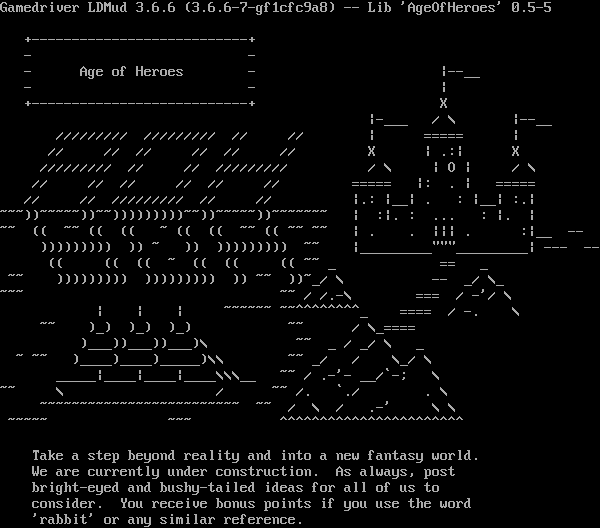 Gamedriver LDMud 3.6.6 (3.6.6-7-gf1cfc9a8) -- Lib 'AgeOfHeroes' 0.5-5
Age of Heroes
Take a step beyond reality and into a new fantasy world.
We are currently under construction.  As always, post
bright-eyed and bushy-tailed ideas for all of us to
consider.  You receive bonus points if you use the word
'rabbit' or any similar reference.